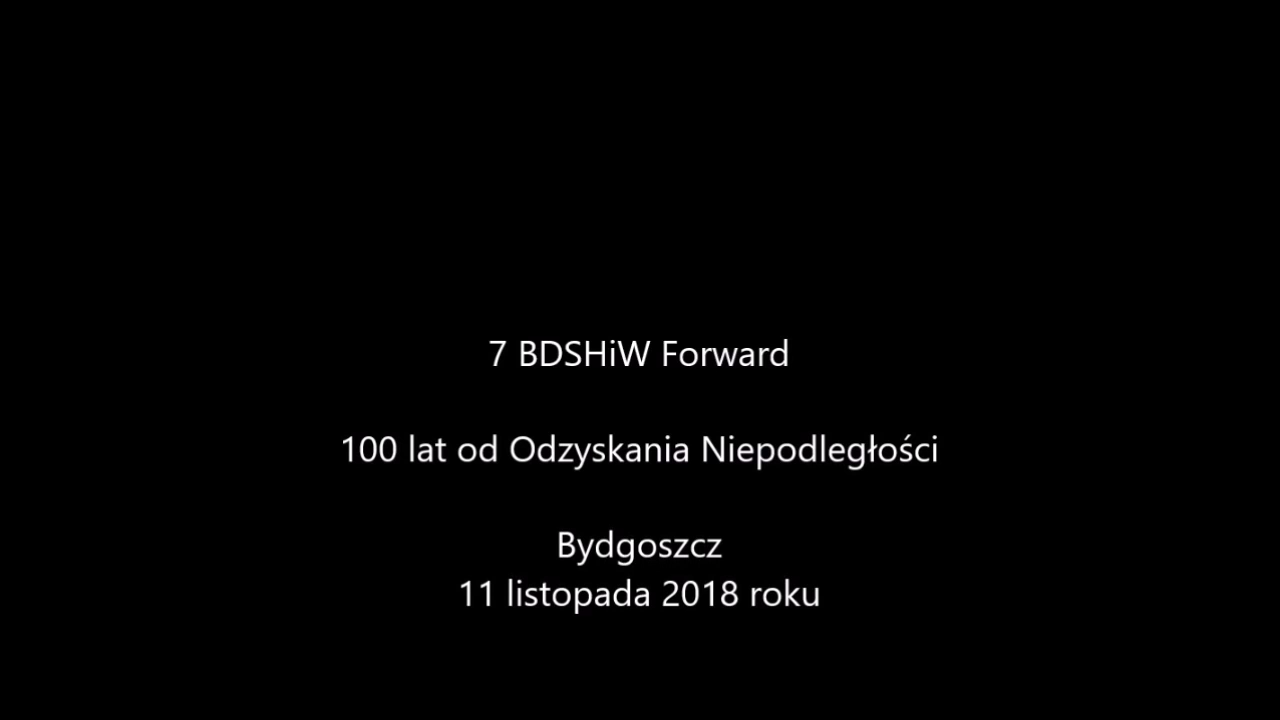 7 BDSHiW Forward
100 lat od Odzyskania Niepodległości
Bydgoszcz
11 listopada 2018 roku